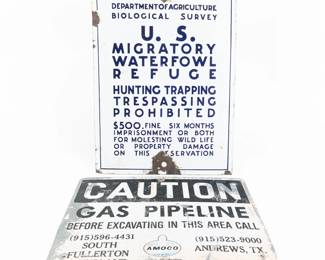 DEPARTMENT OF AGRICULTURE
BIOLOGICAL SURVEY
U. S.
MIGRATORY
WATERFOWL
REFUGE
HUNTING TRAPPING
TRESPASSING
PROHIBITED
$500, FINE SIX MONTHS
IMPRISONMENT OR BOTH
FOR MOLESTING WILD LIFE
OR PROPERTY DAMAGE
ON THIS RESERVATION
CAUTION
GAS PIPELINE
BEFORE EXCAVATING IN THIS AREA CALL
(915)596-4431
(915)523-9000
SOUTH
FULLERTON
AMOCO
ANDREWS, TX